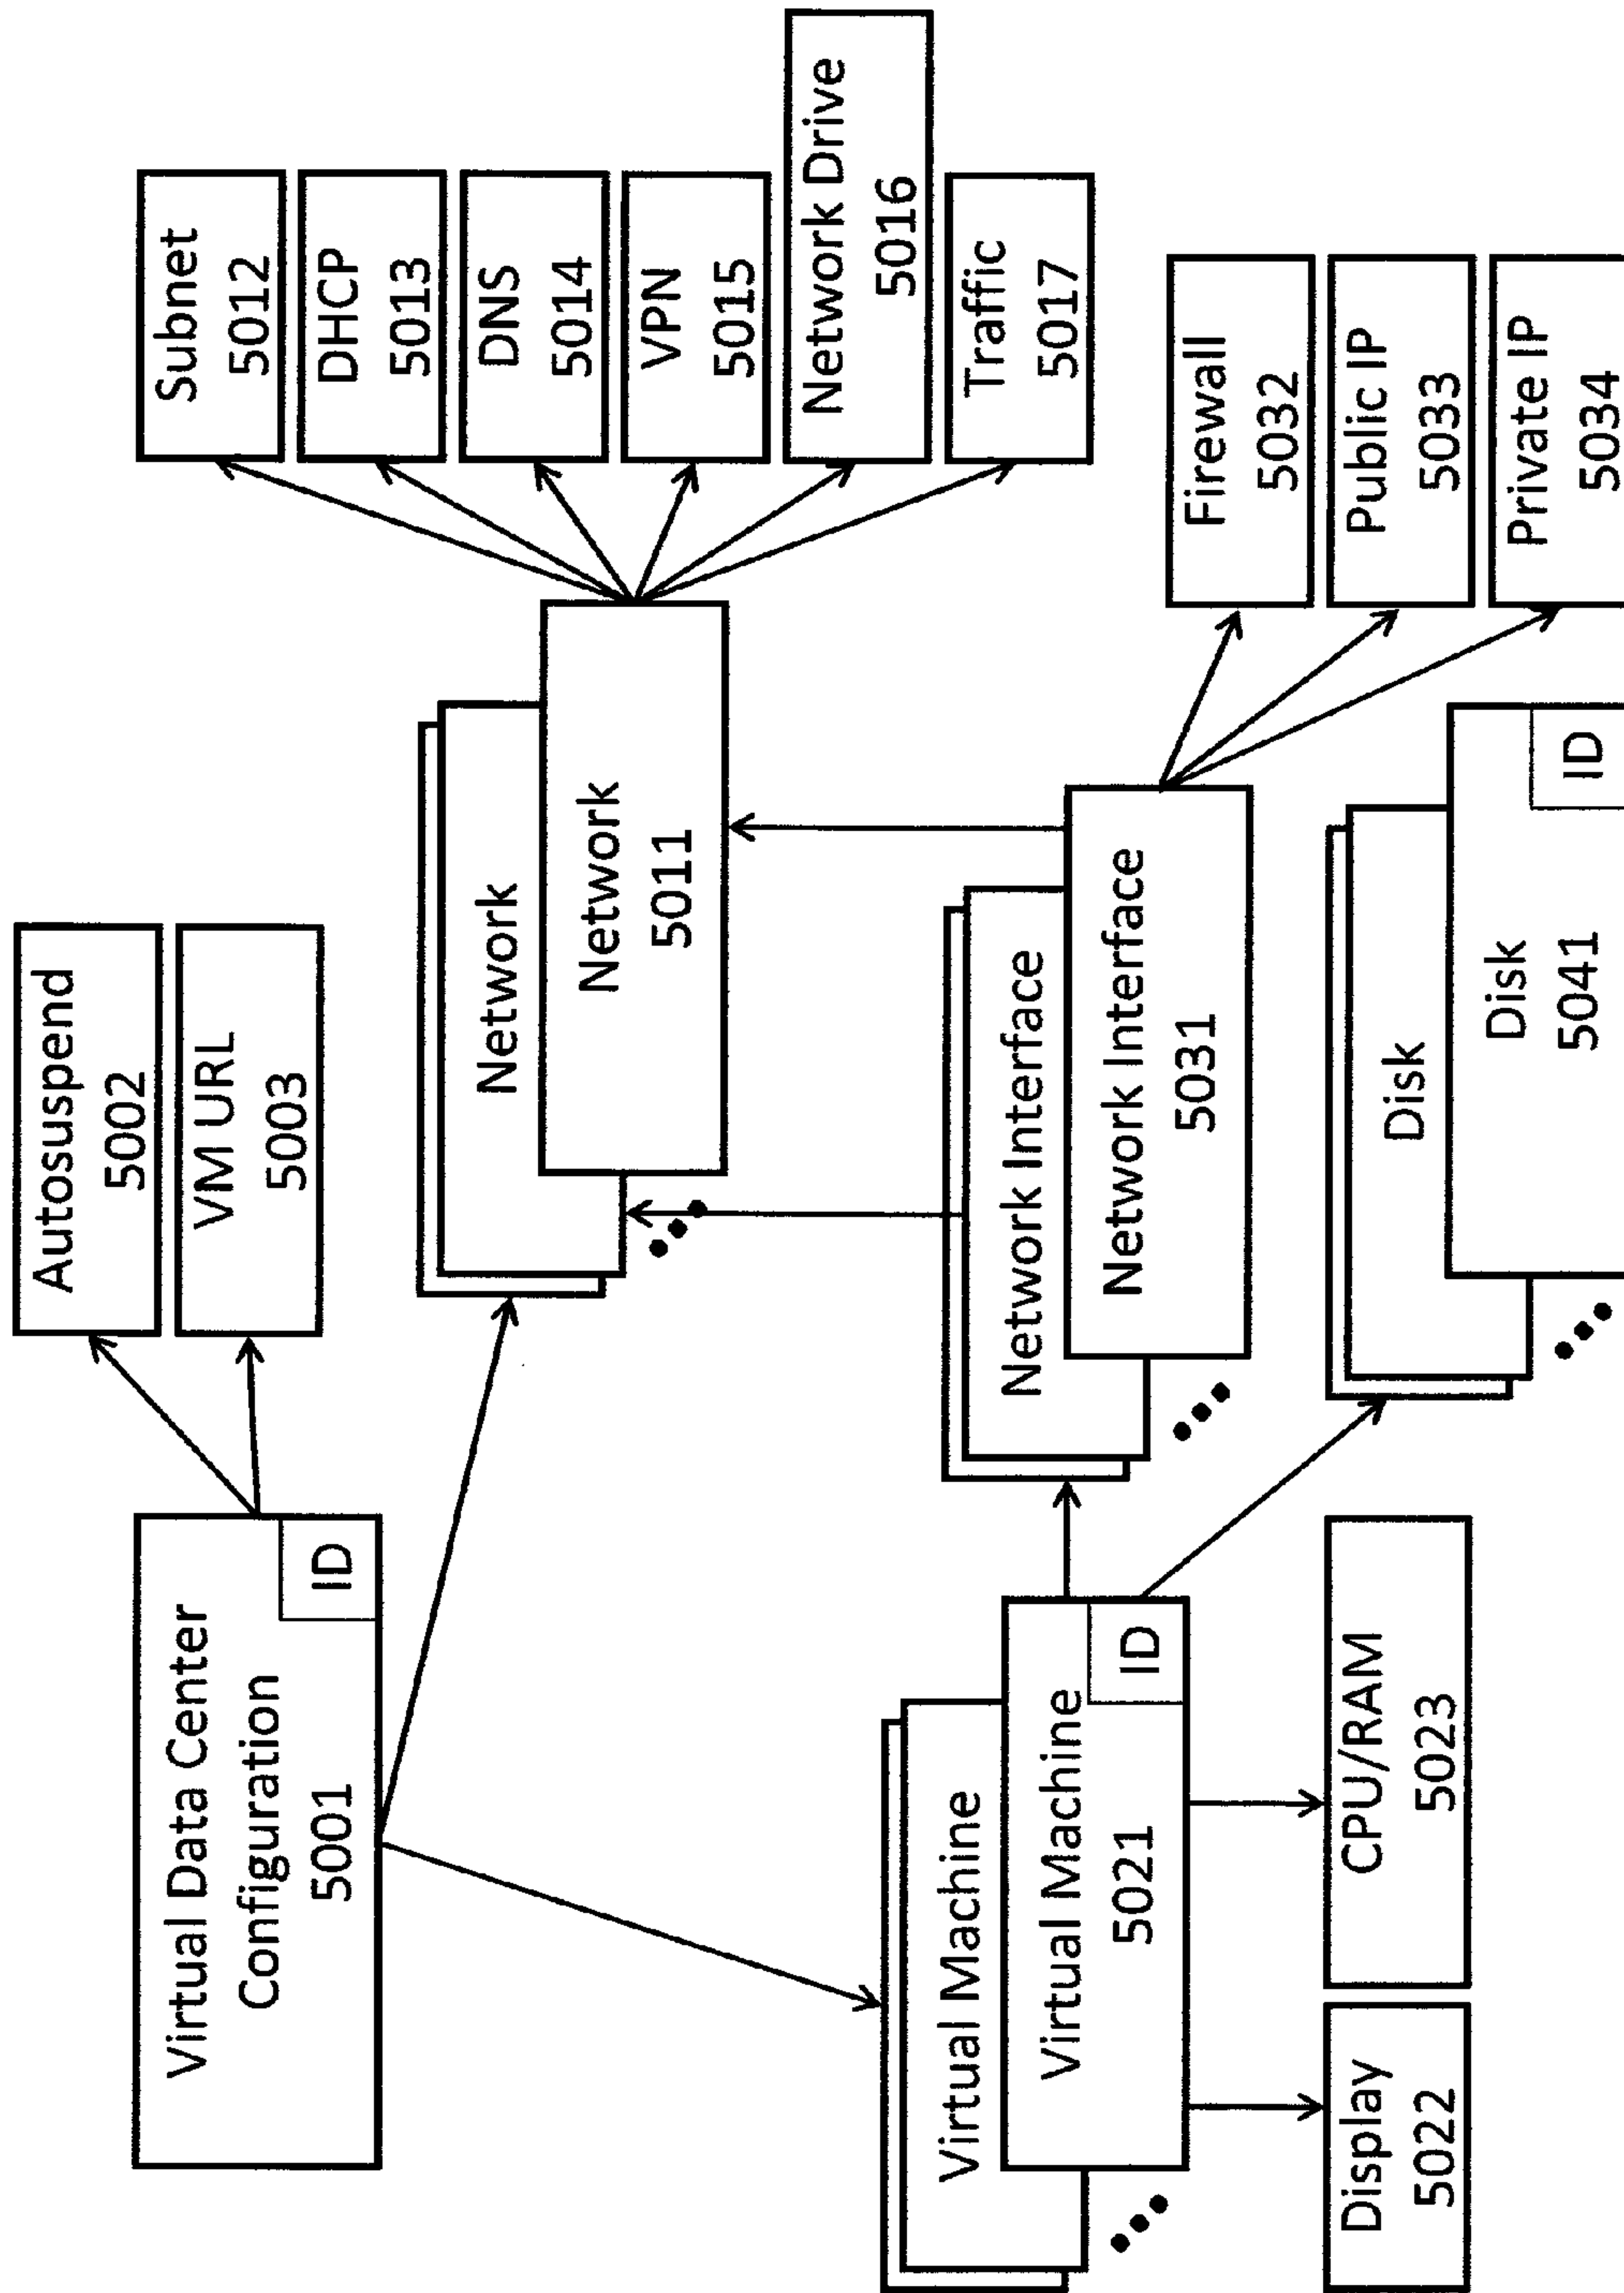 Autosuspend
5002
VM URL
5003
Virtual Data Center
Configuration
5001
ID
Network
Network
5011
Subnet
5012
DHCP
5013
DNS
5014
VPN
5015
Network Drive
5016
Traffic
5017
Virtual Machine
Virtual Machine
5021
ID
Network Interface
Network Interface
5031
Firewall
5032
Public IP
5033
Private IP
5034
Display
5022
CPU/RAM
5023
Disk
Disk
5041
ID